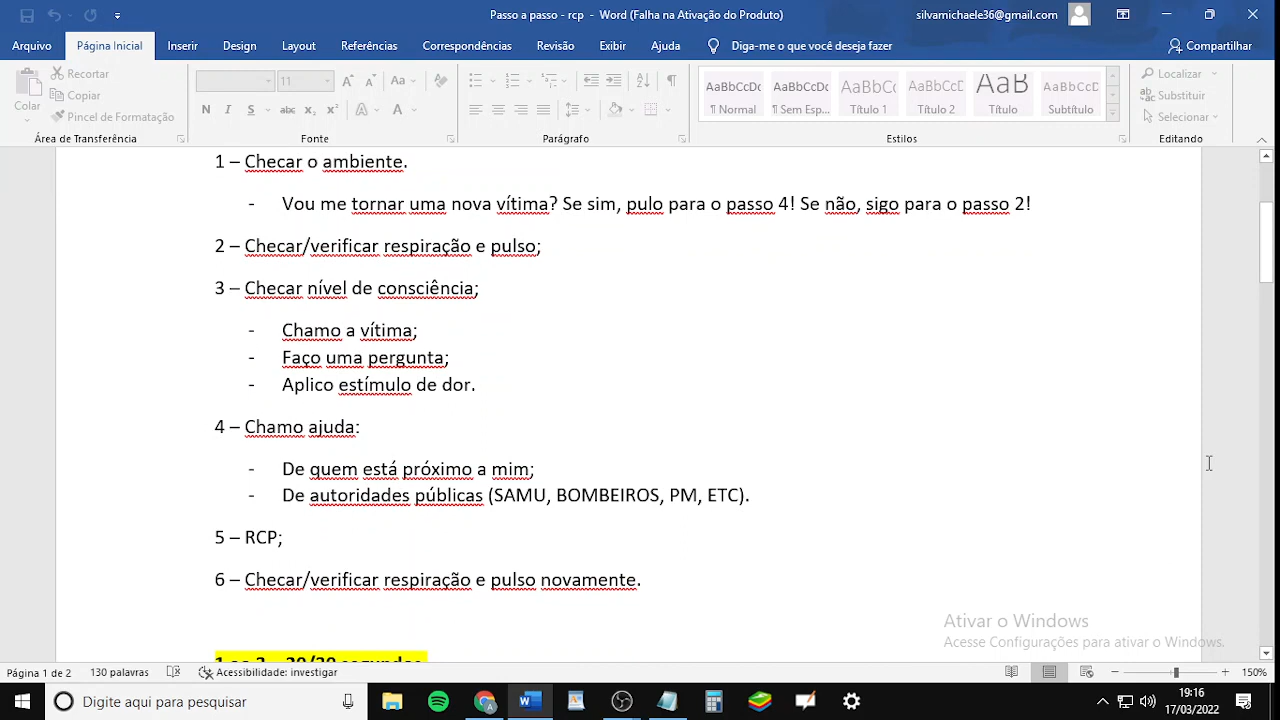 Passo a passo - rcp - Word (Falha na Ativação do Produto)
silvamichele36@gmail.com
Arquivo
Página Inicial
Inserir
Design
Layout
Referências
Correspondências
Revisão
Exibir
Ajuda
Diga-me o que você deseja fazer
Compartilhar
Colar
Recortar
Copiar
Pincel de Formatação
Área de Transferência
11
Aa
N I S abc x₂ x²
A A
Fonte
Parágrafo
AaBbCcDc
¶ Normal
AaBbCcDc
¶ Sem Esp...
AaBbCc
Título 1
AaBbCcD
Título 2
AaB
Título
AaBbCcD
Subtítulo
Estilos
Localizar
Substituir
Selecionar
Editando
1 – Checar o ambiente.
- Vou me tornar uma nova vítima? Se sim, pulo para o passo 4! Se não, sigo para o passo 2!
2 – Checar/verificar respiração e pulso;
3 – Checar nível de consciência;
- Chamo a vítima;
- Faço uma pergunta;
- Aplico estímulo de dor.
4 – Chamo ajuda:
- De quem está próximo a mim;
- De autoridades públicas (SAMU, BOMBEIROS, PM, ETC).
5 – RCP;
6 – Checar/verificar respiração e pulso novamente.
Ativar o Windows
Acesse Configurações para ativar o Windows.
Página 1 de 2
130 palavras
Acessibilidade: investigar
150%
Digite aqui para pesquisar
19:16
17/03/2022